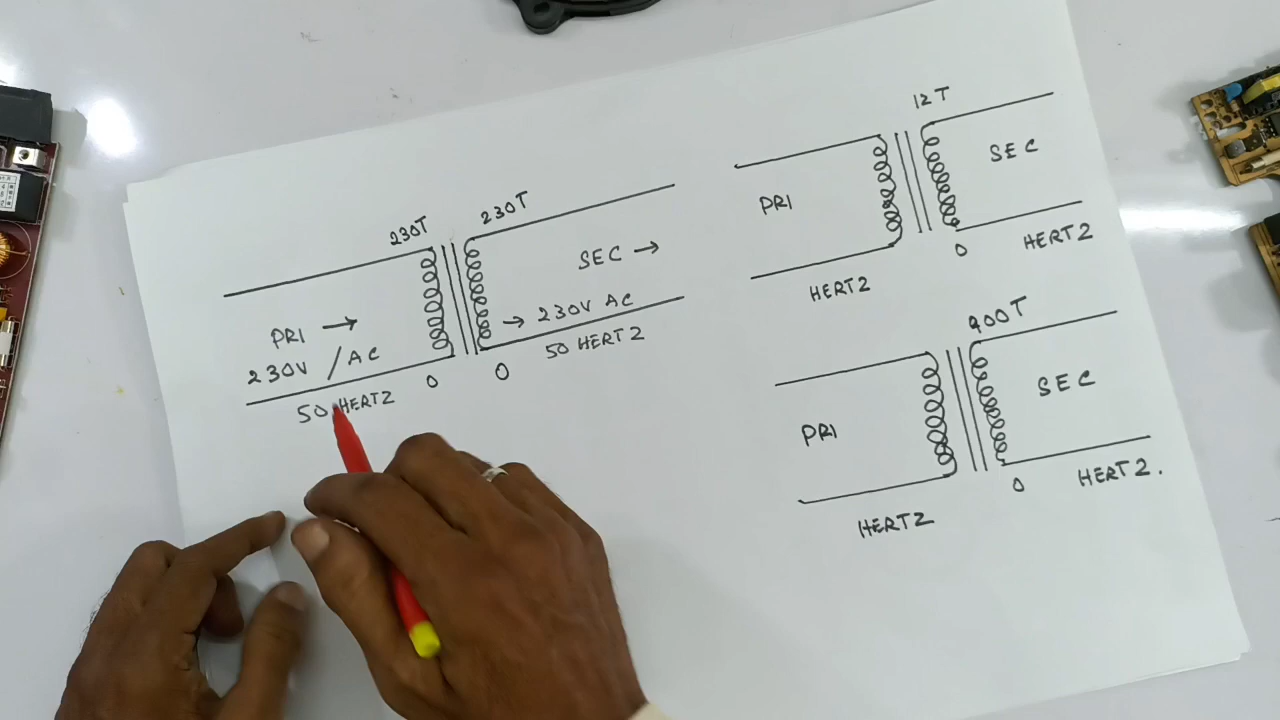 230T
230T
PRI →
230V / AC
50 HERTZ
0
SEC →
→ 230V AC
50 HERTZ
0
12T
PRI
SEC
HERTZ
0
HERTZ
900T
PRI
SEC
HERTZ
0
HERTZ.